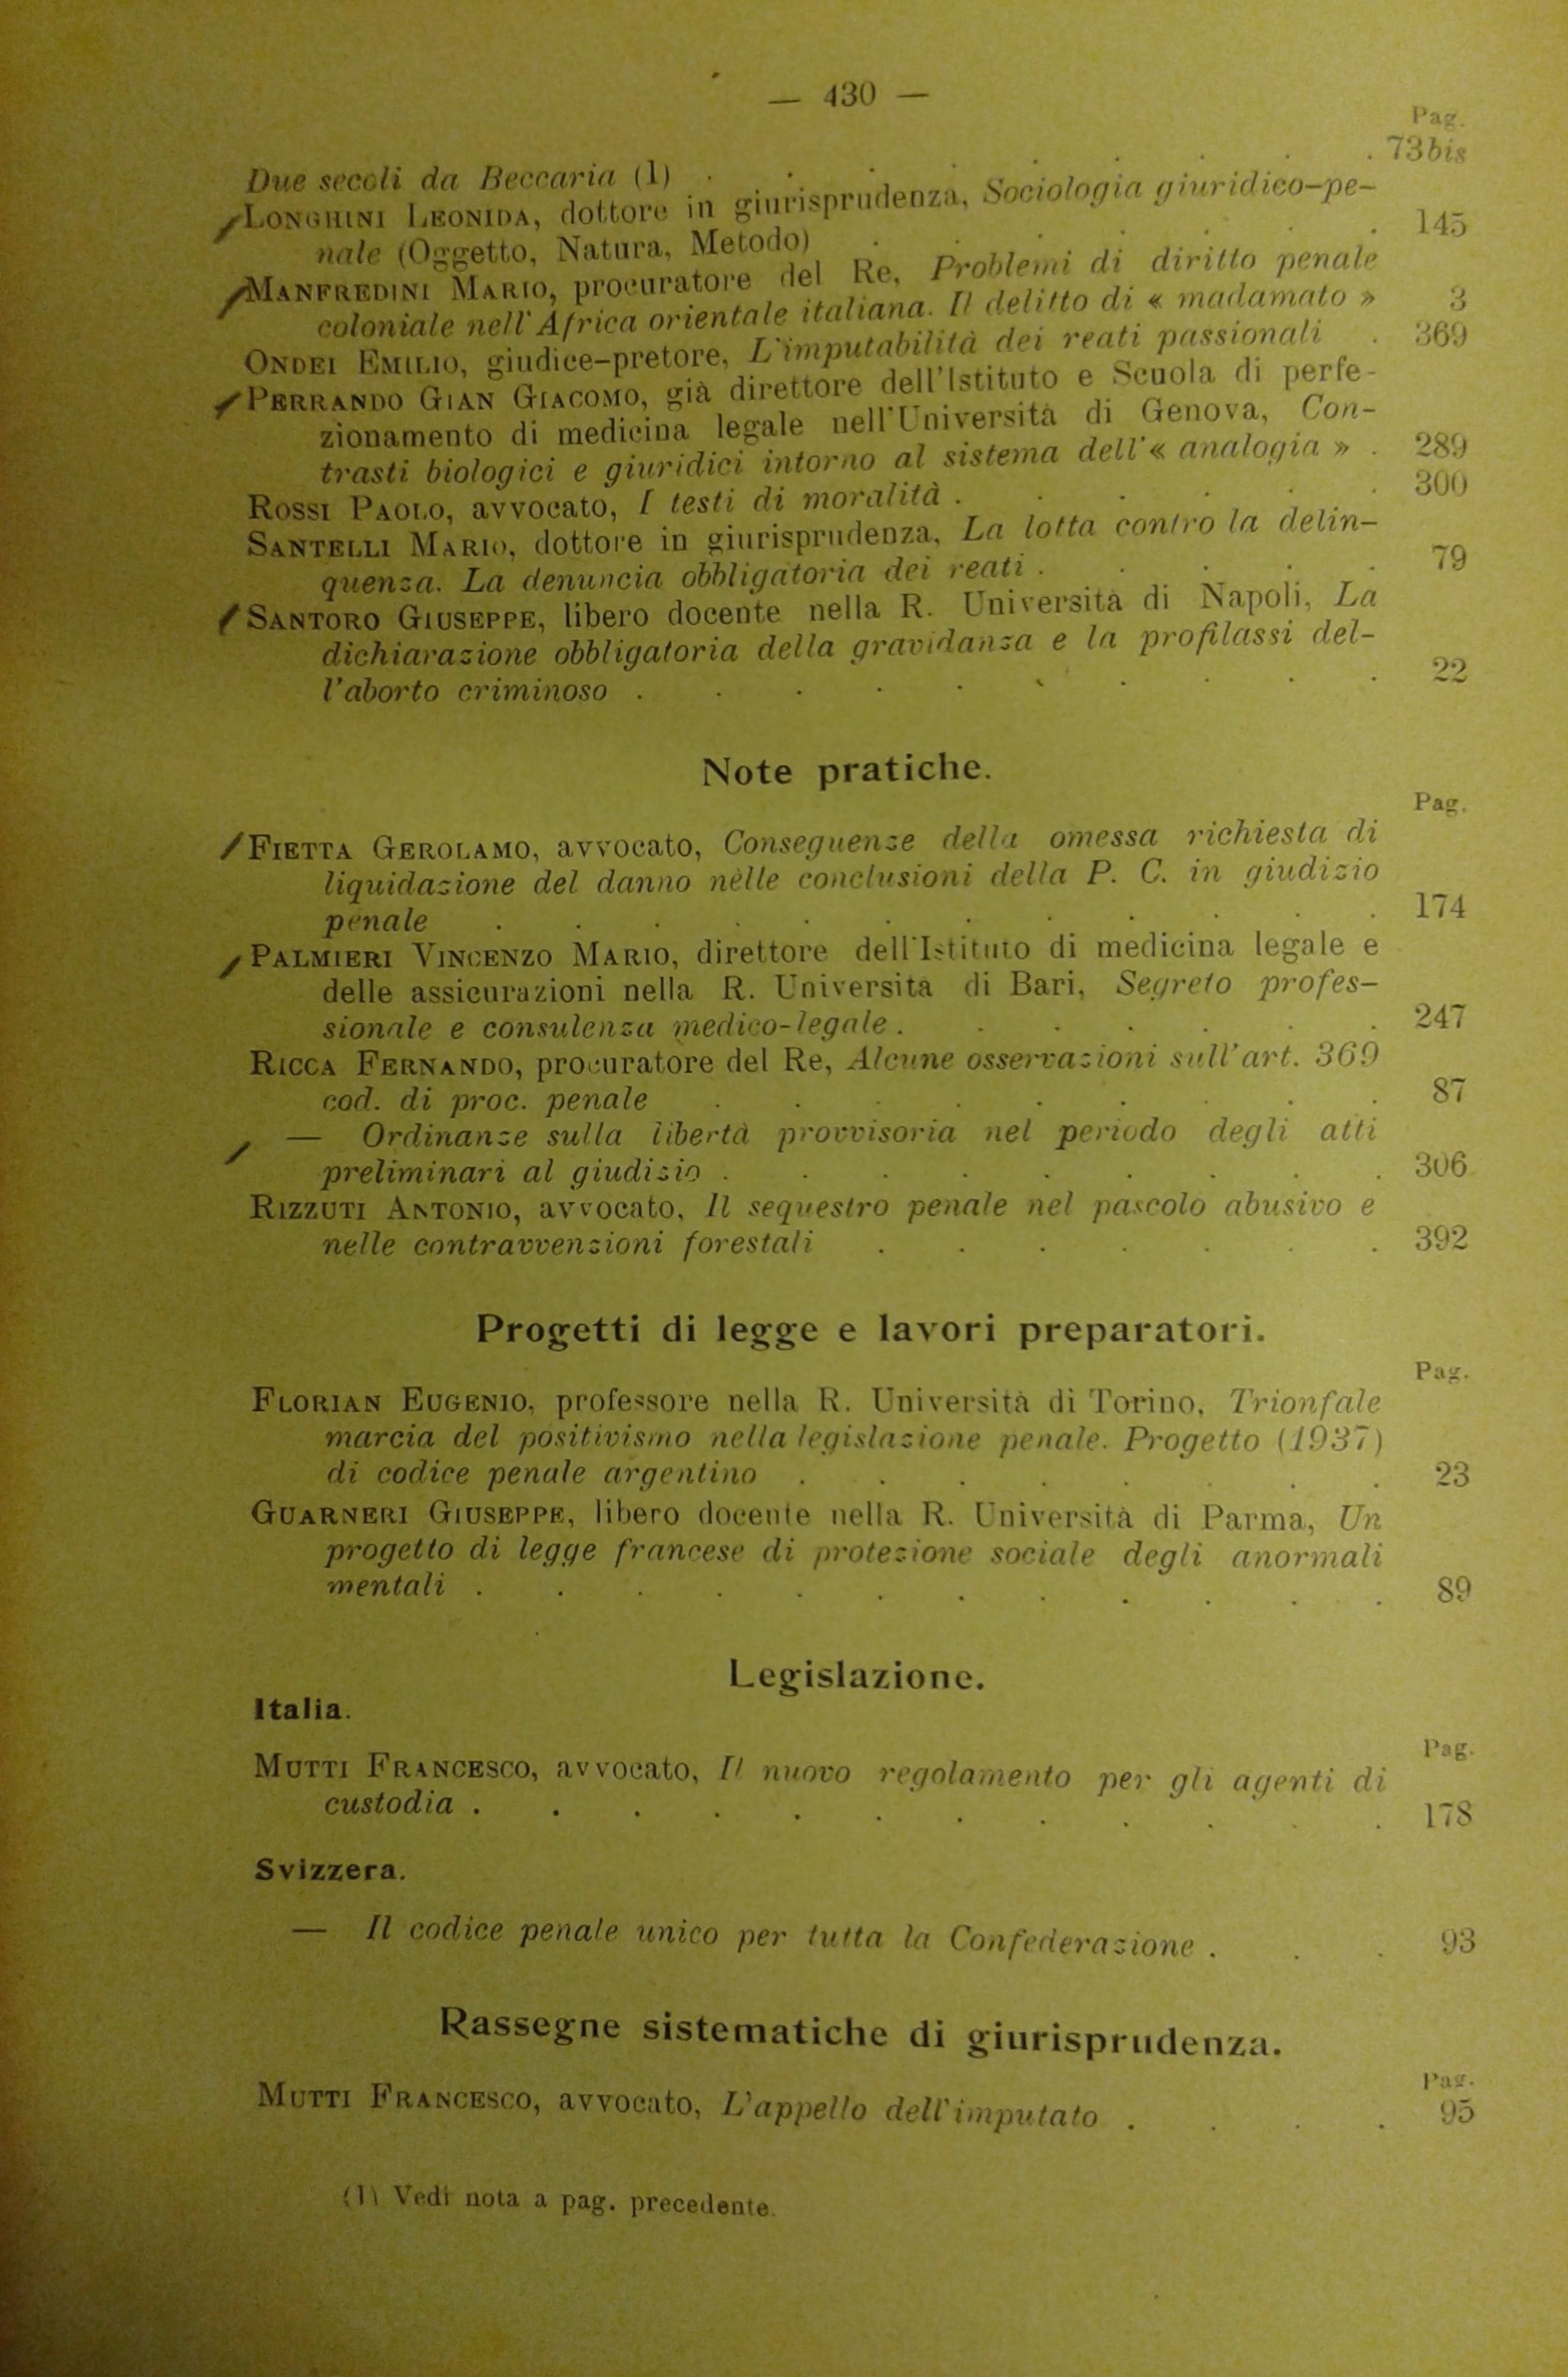 — 430 —
Pag.
Due secoli da Beccaria (1) . . . . . . . . 73bis
LONGHINI LEONIDA, dottore in giurisprudenza, Sociologia giuridico-pe-
nale (Oggetto, Natura, Metodo) . . . . . . . 145
MANFREDINI MARIO, procuratore del Re, Problemi di diritto penale
coloniale nell'Africa orientale italiana. Il delitto di « madamato » 3
ONDEI EMILIO, giudice-pretore, L'imputabilità dei reati passionali . 369
PERRANDO GIAN GIACOMO, già direttore dell'Istituto e Scuola di perfe-
zionamento di medicina legale nell'Università di Genova, Con-
trasti biologici e giuridici intorno al sistema dell'« analogia » . 289
ROSSI PAOLO, avvocato, I testi di moralità . . . . . . 300
SANTELLI MARIO, dottore in giurisprudenza, La lotta contro la delin-
quenza. La denuncia obbligatoria dei reati . . . . . 79
SANTORO GIUSEPPE, libero docente nella R. Università di Napoli, La
dichiarazione obbligatoria della gravidanza e la profilassi del-
l'aborto criminoso . . . . . . . . . . 22
Note pratiche.
Pag.
FIETTA GEROLAMO, avvocato, Conseguenze della omessa richiesta di
liquidazione del danno nelle conclusioni della P. C. in giudizio
penale . . . . . . . . . . . . 174
PALMIERI VINCENZO MARIO, direttore dell'Istituto di medicina legale e
delle assicurazioni nella R. Università di Bari, Segreto profes-
sionale e consulenza medico-legale . . . . . . . 247
RICCA FERNANDO, procuratore del Re, Alcune osservazioni sull'art. 369
cod. di proc. penale . . . . . . . . . 87
— Ordinanze sulla libertà provvisoria nel periodo degli atti
preliminari al giudizio . . . . . . . . . 306
RIZZUTI ANTONIO, avvocato, Il sequestro penale nel pascolo abusivo e
nelle contravvenzioni forestali . . . . . . . 392
Progetti di legge e lavori preparatori.
Pag.
FLORIAN EUGENIO, professore nella R. Università di Torino, Trionfale
marcia del positivismo nella legislazione penale. Progetto (1937)
di codice penale argentino . . . . . . . . 23
GUARNERI GIUSEPPE, libero docente nella R. Università di Parma, Un
progetto di legge francese di protezione sociale degli anormali
mentali . . . . . . . . . . . . 89
Legislazione.
Italia.
Pag.
MUTTI FRANCESCO, avvocato, Il nuovo regolamento per gli agenti di
custodia . . . . . . . . . . . . 178
Svizzera.
— Il codice penale unico per tutta la Confederazione . . . 93
Rassegne sistematiche di giurisprudenza.
Pag.
MUTTI FRANCESCO, avvocato, L'appello dell'imputato . . . . 95
(1) Vedi nota a pag. precedente.